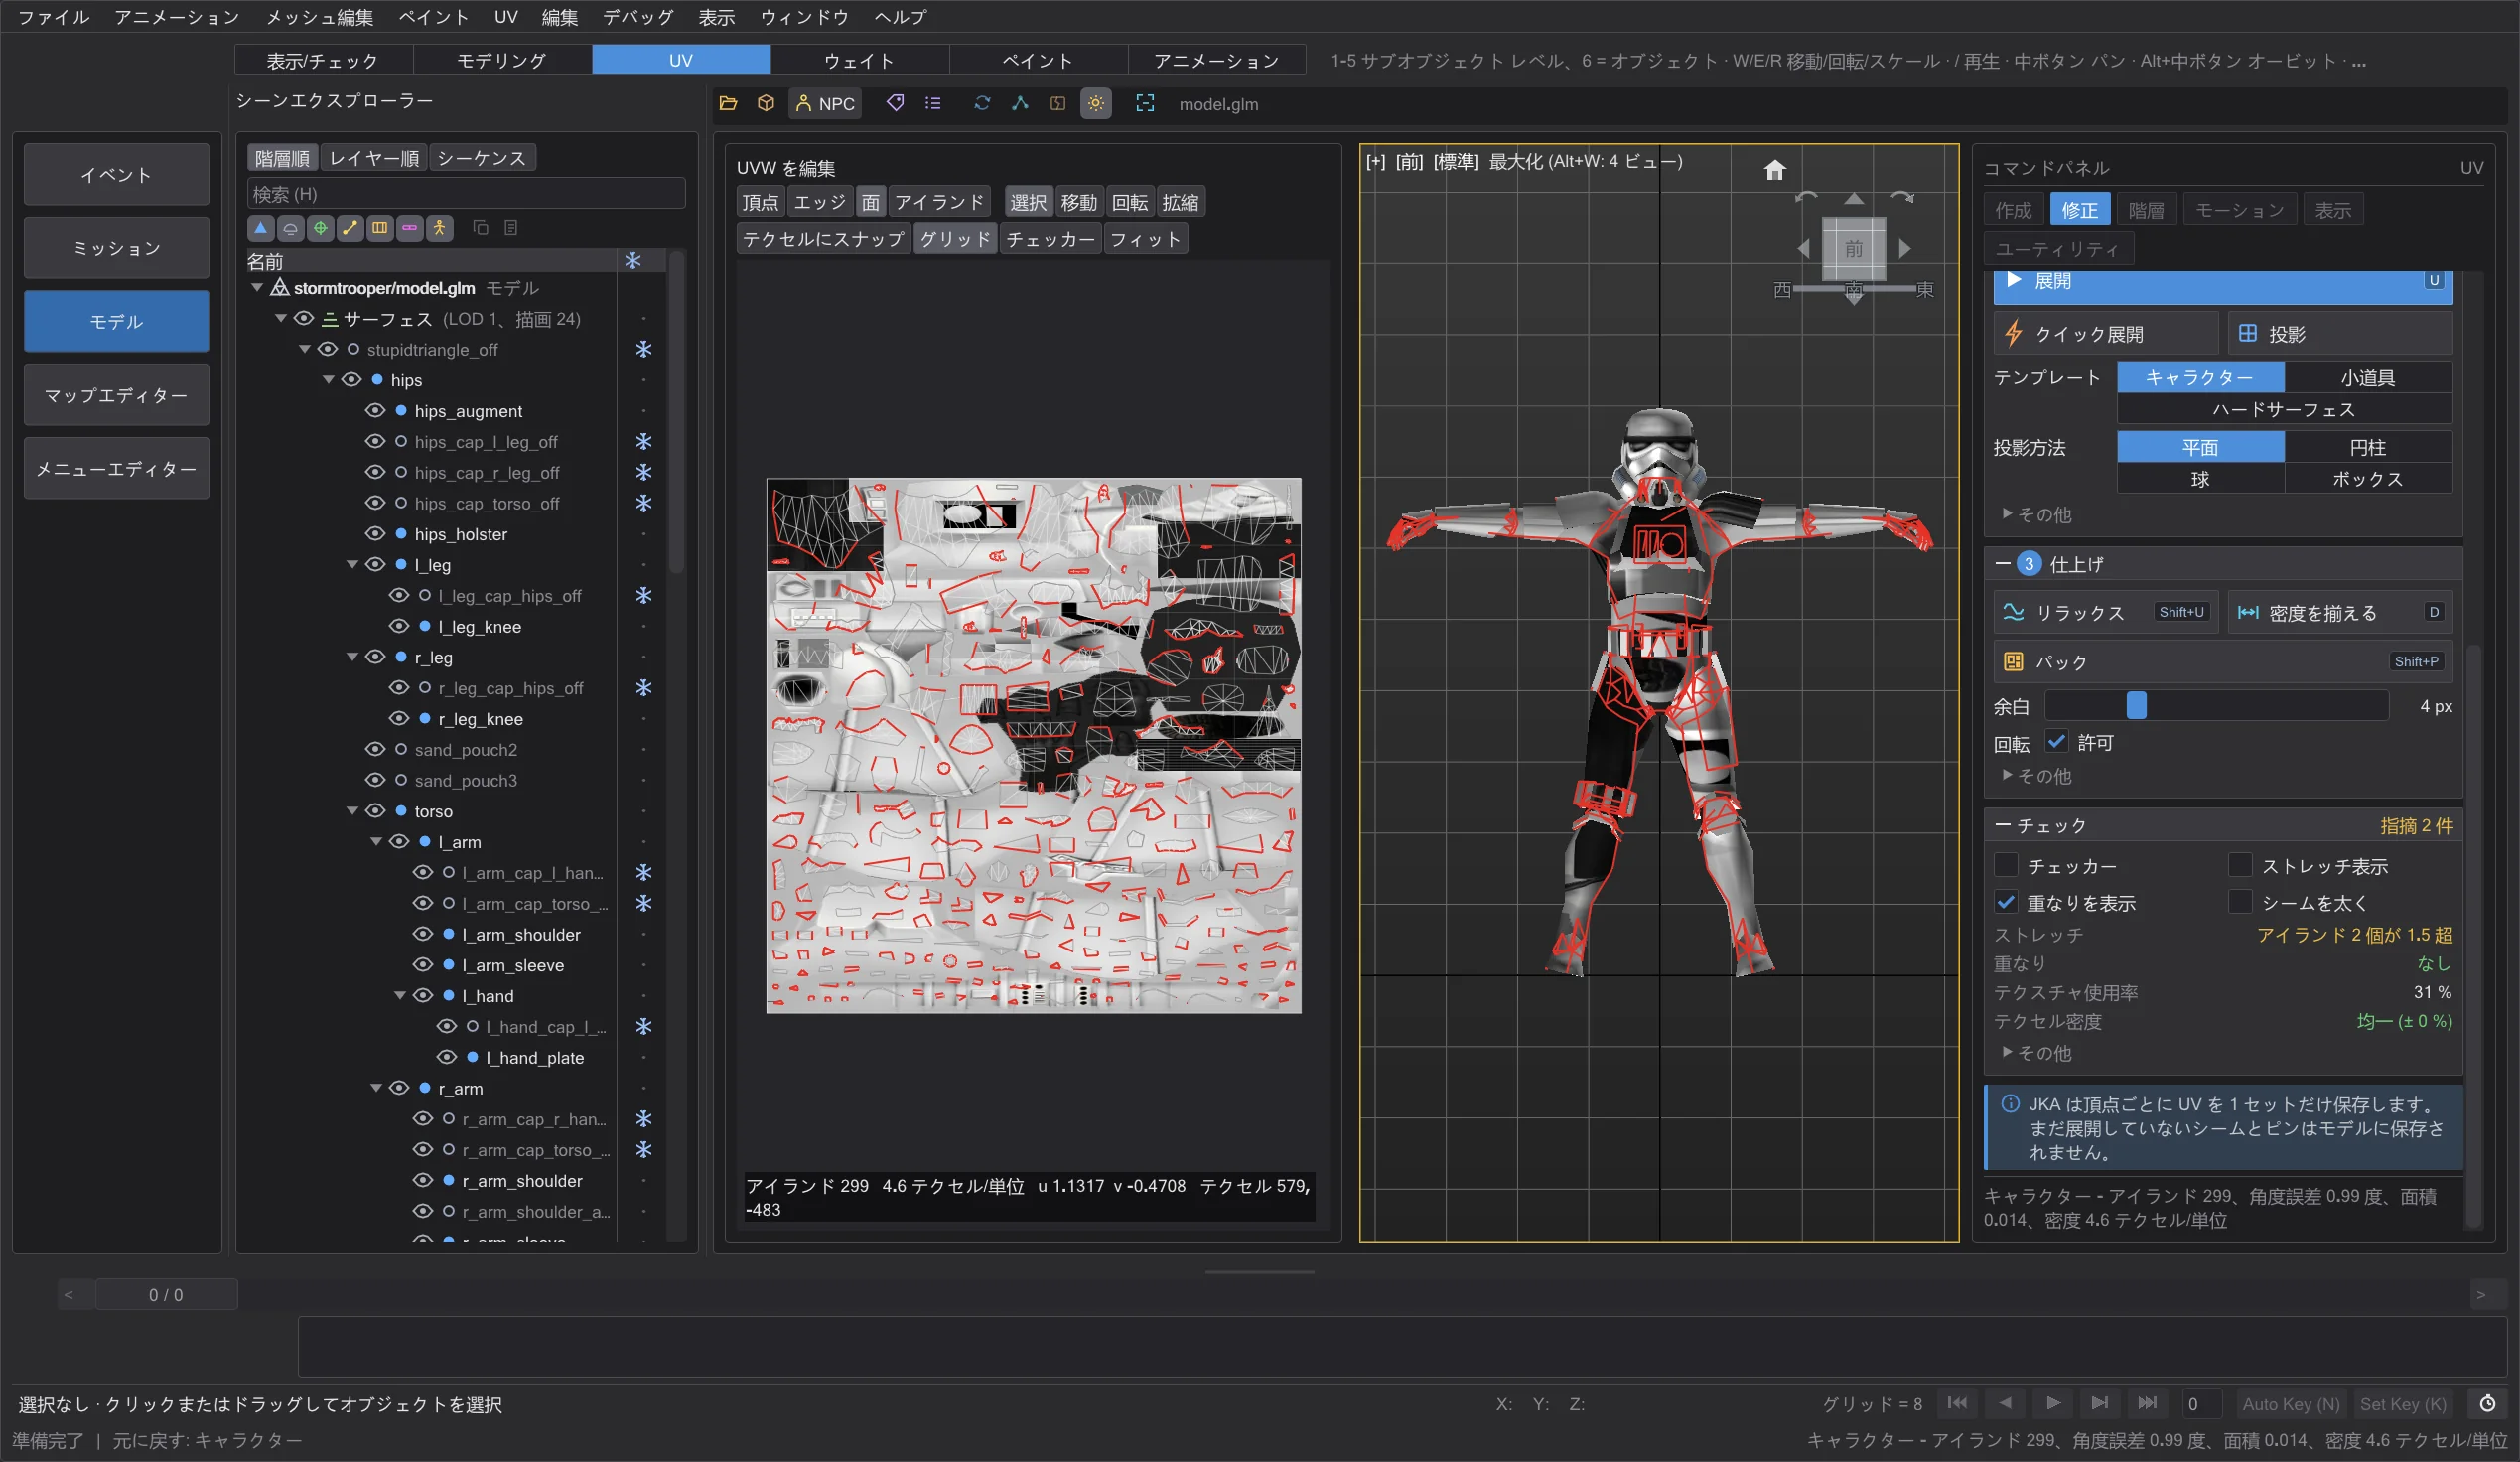 ファイル アニメーション メッシュ編集 ペイント UV 編集 デバッグ 表示 ウィンドウ ヘルプ
表示/チェック モデリング UV ウェイト ペイント アニメーション 1-5 サブオブジェクト レベル、6 = オブジェクト · W/E/R 移動/回転/スケール · / 再生 · 中ボタン パン · Alt+中ボタン オービット · ...
シーンエクスプローラー
NPC model.glm
イベント
ミッション
モデル
マップエディター
メニューエディター
階層順 レイヤー順 シーケンス
検索 (H)
名前
stormtrooper/model.glm モデル
サーフェス (LOD 1、描画 24)
stupidtriangle_off
hips
hips_augment
hips_cap_l_leg_off
hips_cap_r_leg_off
hips_cap_torso_off
hips_holster
l_leg
l_leg_cap_hips_off
l_leg_knee
r_leg
r_leg_cap_hips_off
r_leg_knee
sand_pouch2
sand_pouch3
torso
l_arm
l_arm_cap_l_han...
l_arm_cap_torso_...
l_arm_shoulder
l_arm_sleeve
l_hand
l_hand_cap_l_...
l_hand_plate
r_arm
r_arm_cap_r_han...
r_arm_cap_torso_...
r_arm_shoulder
r_arm_shoulder_a...
r_arm_sleeve
UVW を編集
頂点 エッジ 面 アイランド 選択 移動 回転 拡縮
テクセルにスナップ グリッド チェッカー フィット
アイランド 299 4.6 テクセル/単位 u 1.1317 v -0.4708 テクセル 579,
-483
[+] [前] [標準] 最大化 (Alt+W: 4 ビュー)
前
西 南 東
コマンドパネル UV
作成 修正 階層 モーション 表示
ユーティリティ
展開 U
クイック展開 投影
テンプレート キャラクター 小道具
ハードサーフェス
投影方法 平面 円柱
球 ボックス
その他
3 仕上げ
リラックス Shift+U 密度を揃える D
パック Shift+P
余白 4 px
回転 許可
その他
チェック 指摘 2 件
チェッカー ストレッチ表示
重なりを表示 シームを太く
ストレッチ アイランド 2 個が 1.5 超
重なり なし
テクスチャ使用率 31 %
テクセル密度 均一 (± 0 %)
その他
JKA は頂点ごとに UV を 1 セットだけ保存します。
まだ展開していないシームとピンはモデルに保存さ
れません。
キャラクター - アイランド 299、角度誤差 0.99 度、面積
0.014、密度 4.6 テクセル/単位
< 0 / 0 >
選択なし · クリックまたはドラッグしてオブジェクトを選択 X: Y: Z: グリッド = 8 0 Auto Key (N) Set Key (K)
準備完了 | 元に戻す: キャラクター キャラクター - アイランド 299、角度誤差 0.99 度、面積 0.014、密度 4.6 テクセル/単位